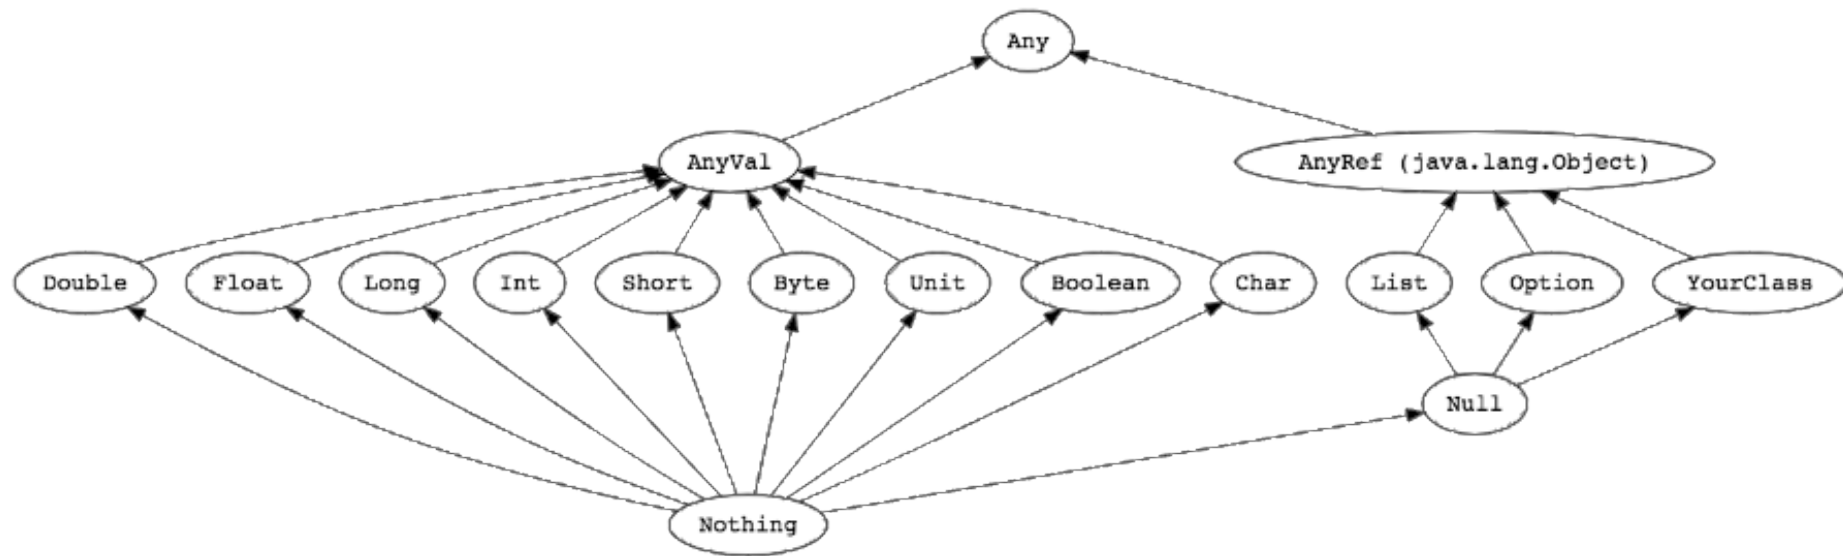 Any
AnyVal
AnyRef (java.lang.Object)
Double
Float
Long
Int
Short
Byte
Unit
Boolean
Char
List
Option
YourClass
Null
Nothing